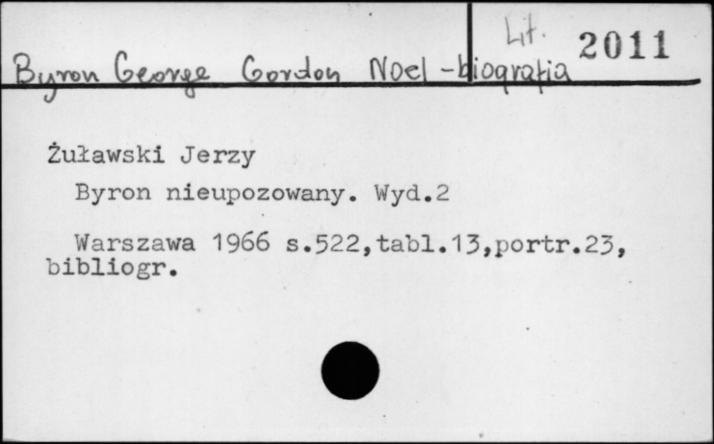 Lit. 2011
Byron George Gordon Noel - biografia
Żuławski Jerzy
Byron nieupozowany. Wyd.2
Warszawa 1966 s.522,tabl.13,portr.23,
bibliogr.